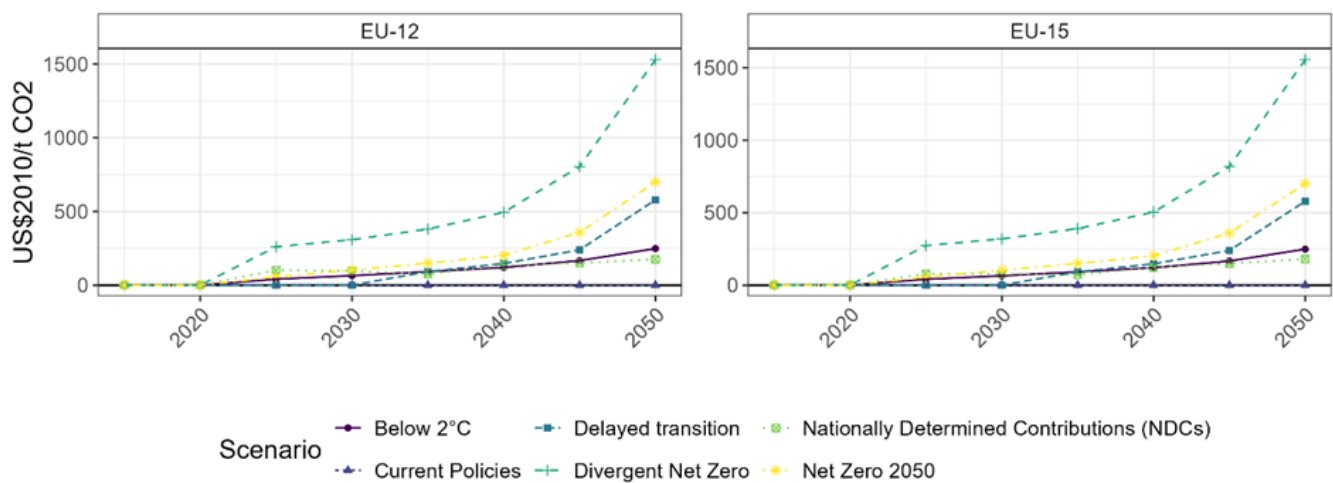 EU-12
EU-15
US$2010/t CO2
1500
1000
500
0
1500
1000
500
0
2020
2030
2040
2050
2020
2030
2040
2050
Scenario
Below 2°C
Delayed transition
Nationally Determined Contributions (NDCs)
Current Policies
Divergent Net Zero
Net Zero 2050